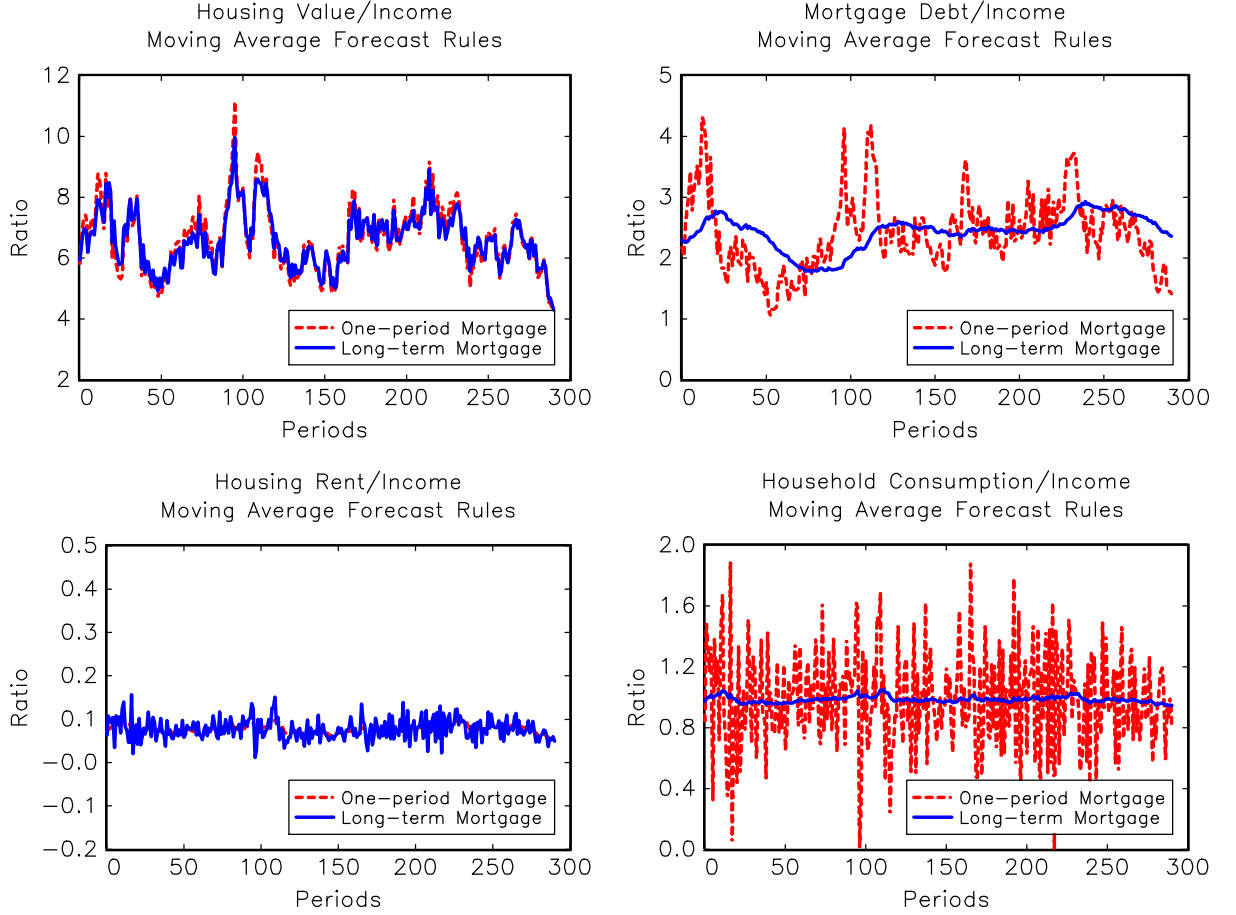 Housing Value/Income
Moving Average Forecast Rules
12
10
8
6
4
2
Ratio
One-period Mortgage
Long-term Mortgage
0 50 100 150 200 250 300
Periods
Mortgage Debt/Income
Moving Average Forecast Rules
5
4
3
2
1
0
Ratio
One-period Mortgage
Long-term Mortgage
0 50 100 150 200 250 300
Periods
Housing Rent/Income
Moving Average Forecast Rules
0.5
0.4
0.3
0.2
0.1
-0.0
-0.1
-0.2
Ratio
One-period Mortgage
Long-term Mortgage
0 50 100 150 200 250 300
Periods
Household Consumption/Income
Moving Average Forecast Rules
2.0
1.6
1.2
0.8
0.4
0.0
Ratio
One-period Mortgage
Long-term Mortgage
0 50 100 150 200 250 300
Periods